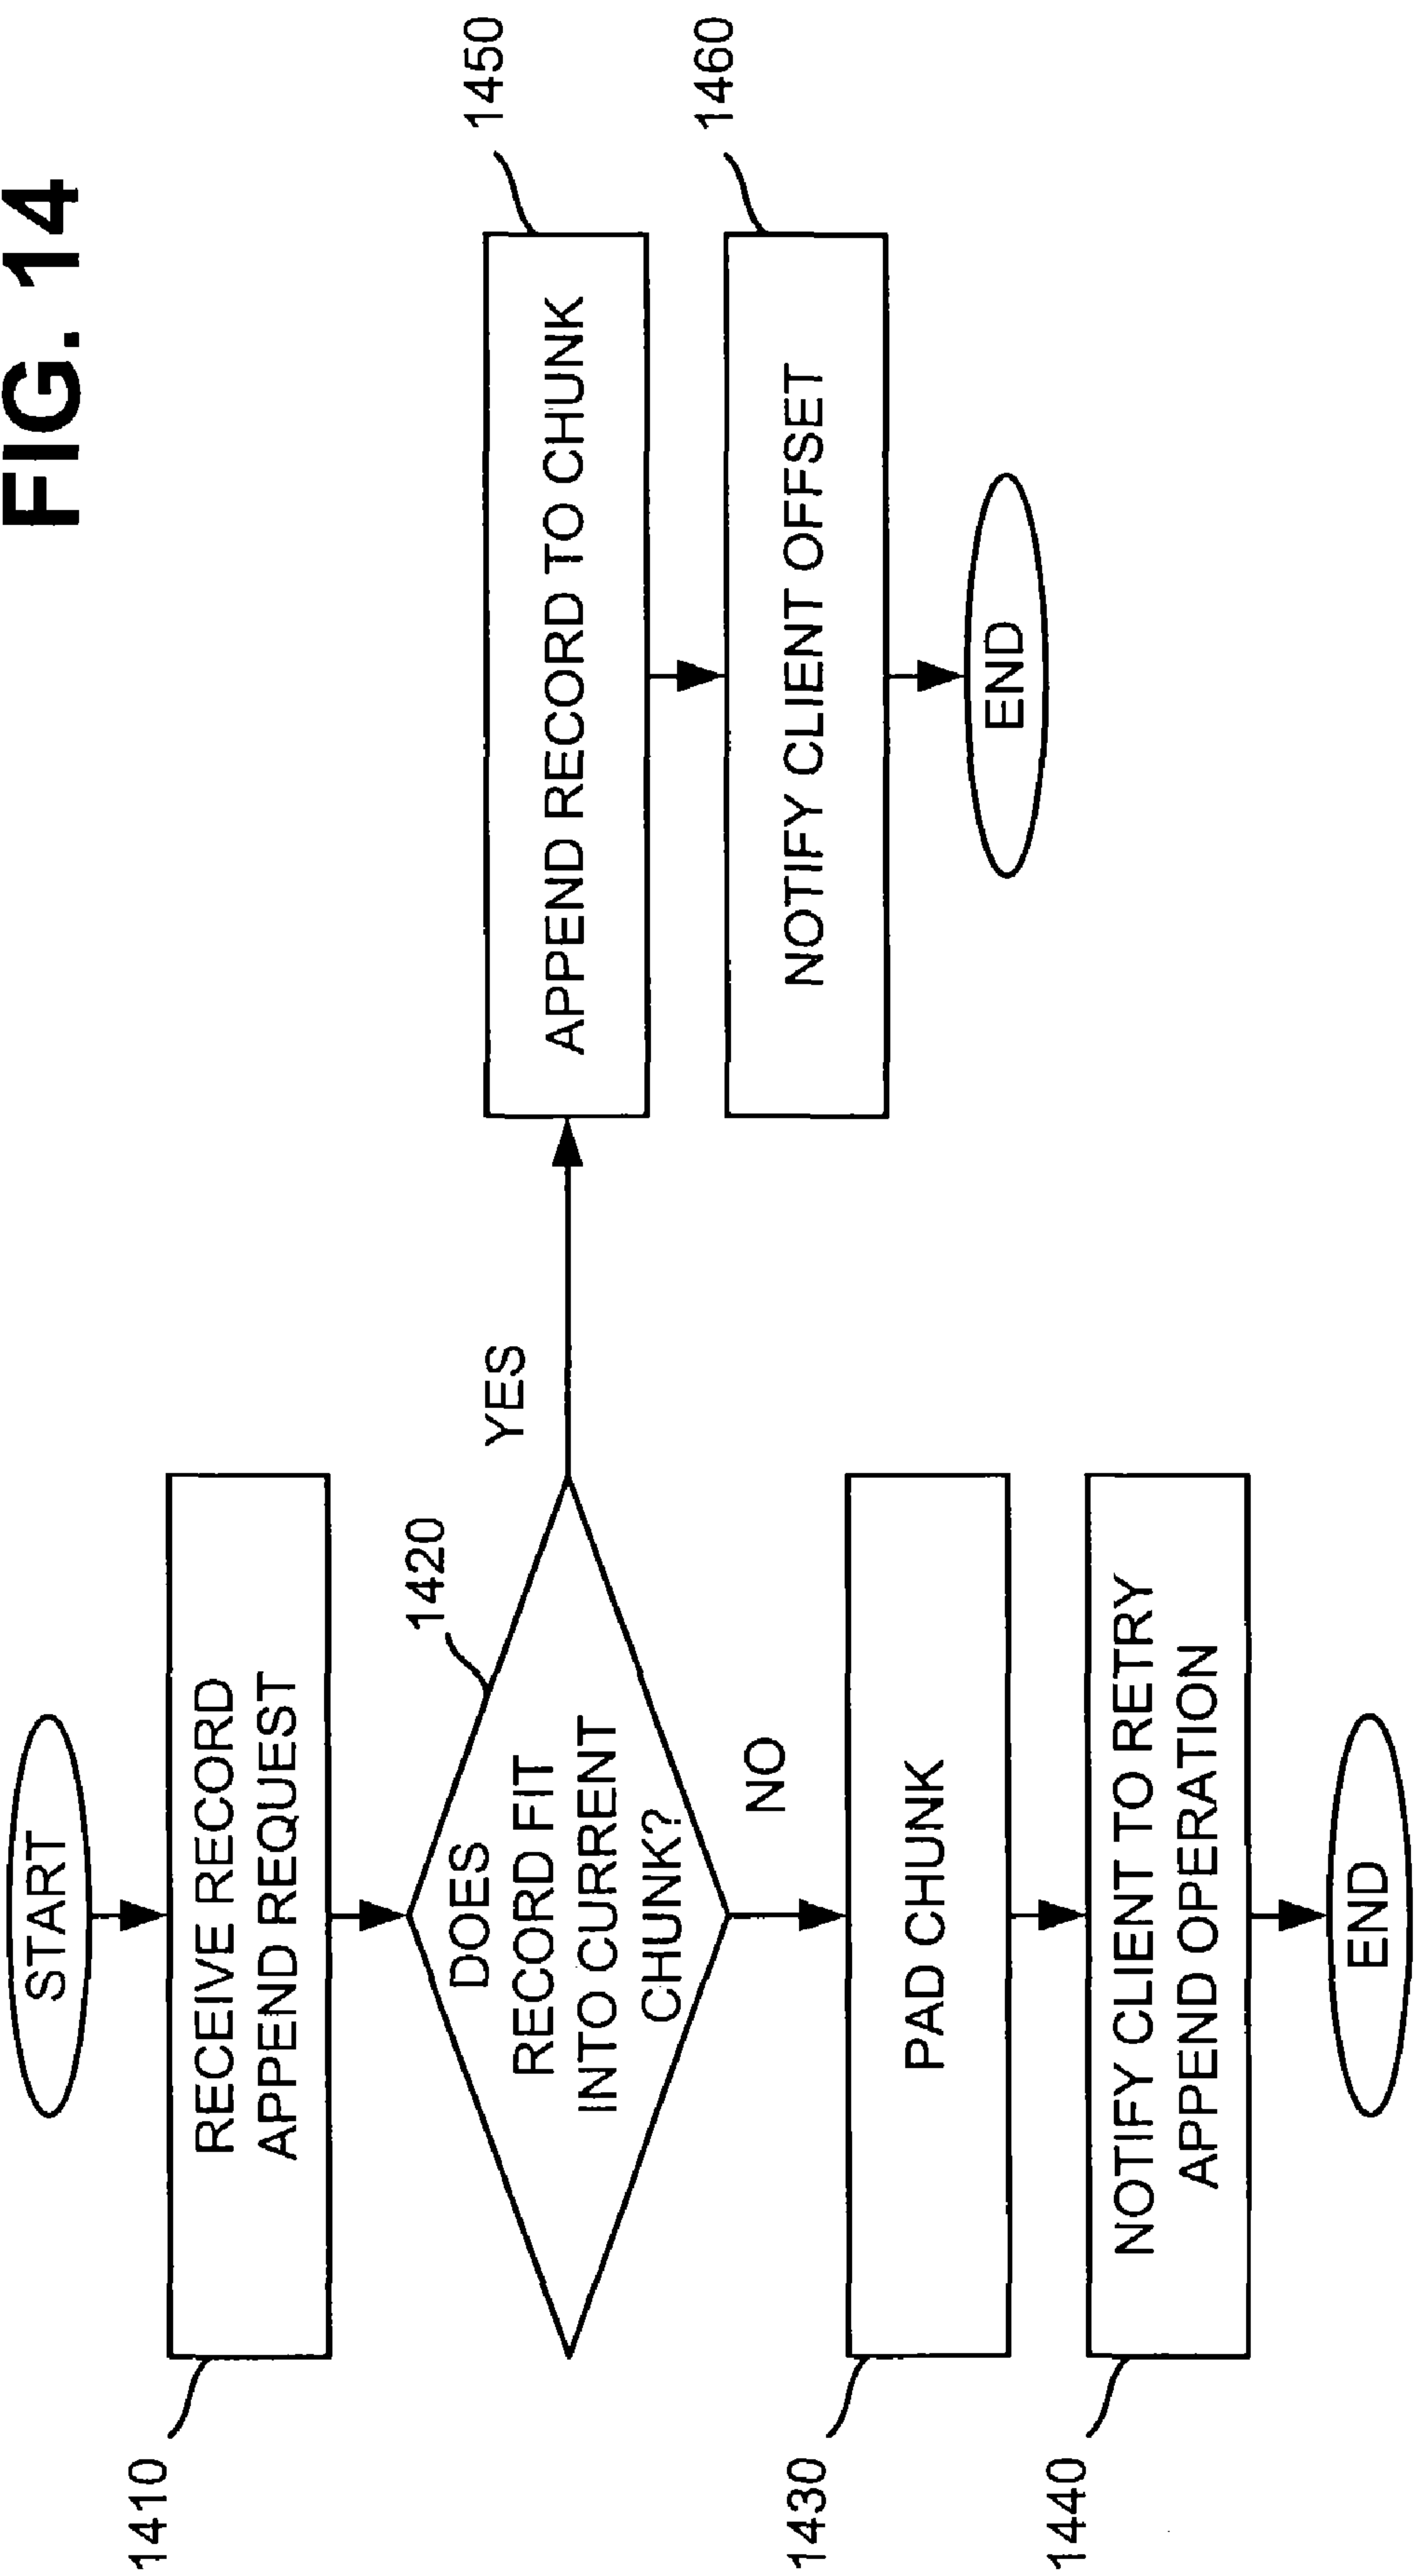 FIG. 14
START
1410
RECEIVE RECORD
APPEND REQUEST
1420
DOES
RECORD FIT
INTO CURRENT
CHUNK?
YES
NO
1450
APPEND RECORD TO CHUNK
1460
NOTIFY CLIENT OFFSET
END
1430
PAD CHUNK
1440
NOTIFY CLIENT TO RETRY
APPEND OPERATION
END